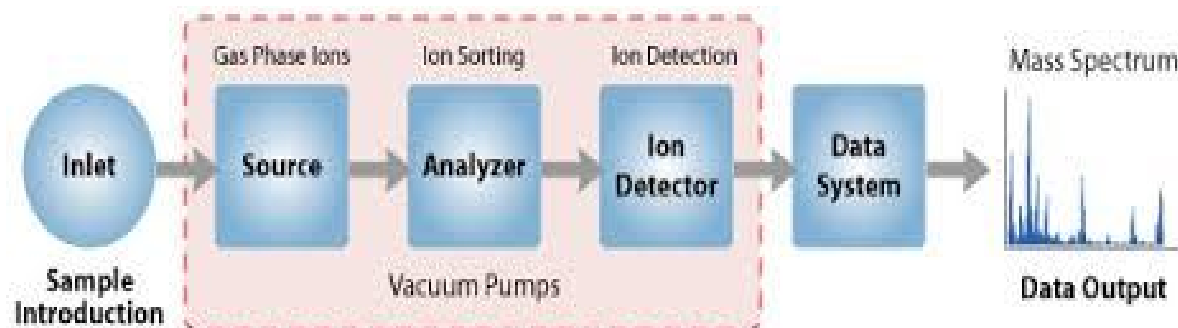 Gas Phase Ions
Ion Sorting
Ion Detection
Mass Spectrum
Inlet
Source
Analyzer
Ion
Detector
Data
System
Sample
Introduction
Vacuum Pumps
Data Output